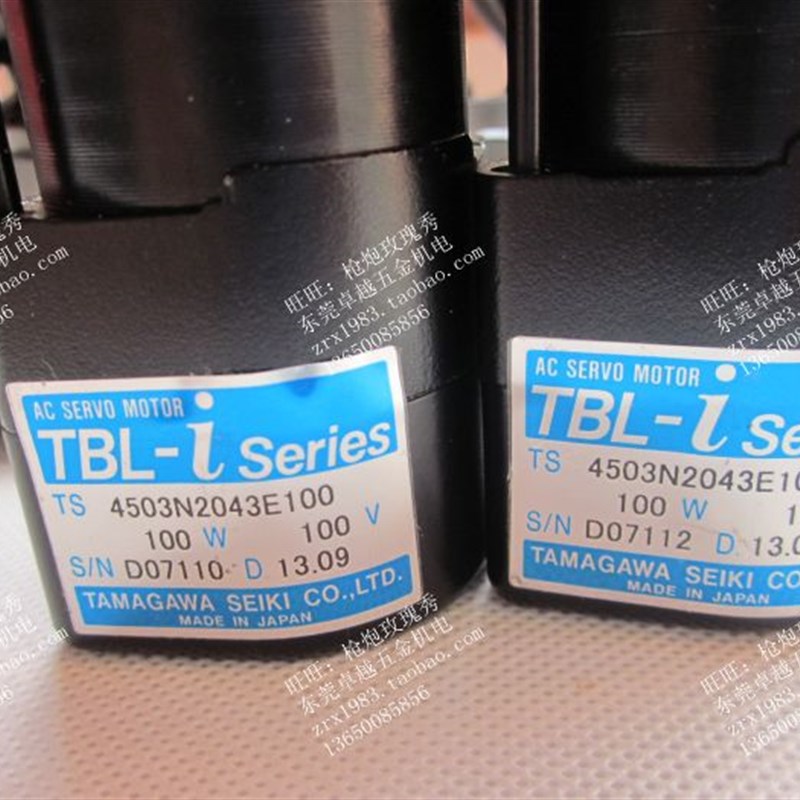 AC SERVO MOTOR
TBL-i Series
TS 4503N2043E100
100 W 100 V
S/N D07110 D 13.09
TAMAGAWA SEIKI CO.,LTD.
MADE IN JAPAN
AC SERVO MOTOR
TBL-i Se
TS 4503N2043E10
100 W 1
S/N D07112 D 13.0
TAMAGAWA SEIKI CO
MADE IN JAPAN
旺旺：枪炮玫瑰秀
东莞卓越五金机电
zrx1983.taobao.com
13650085856
旺旺：枪炮玫瑰秀
东莞卓越五金机电
zrx1983.taobao.com
13650085856